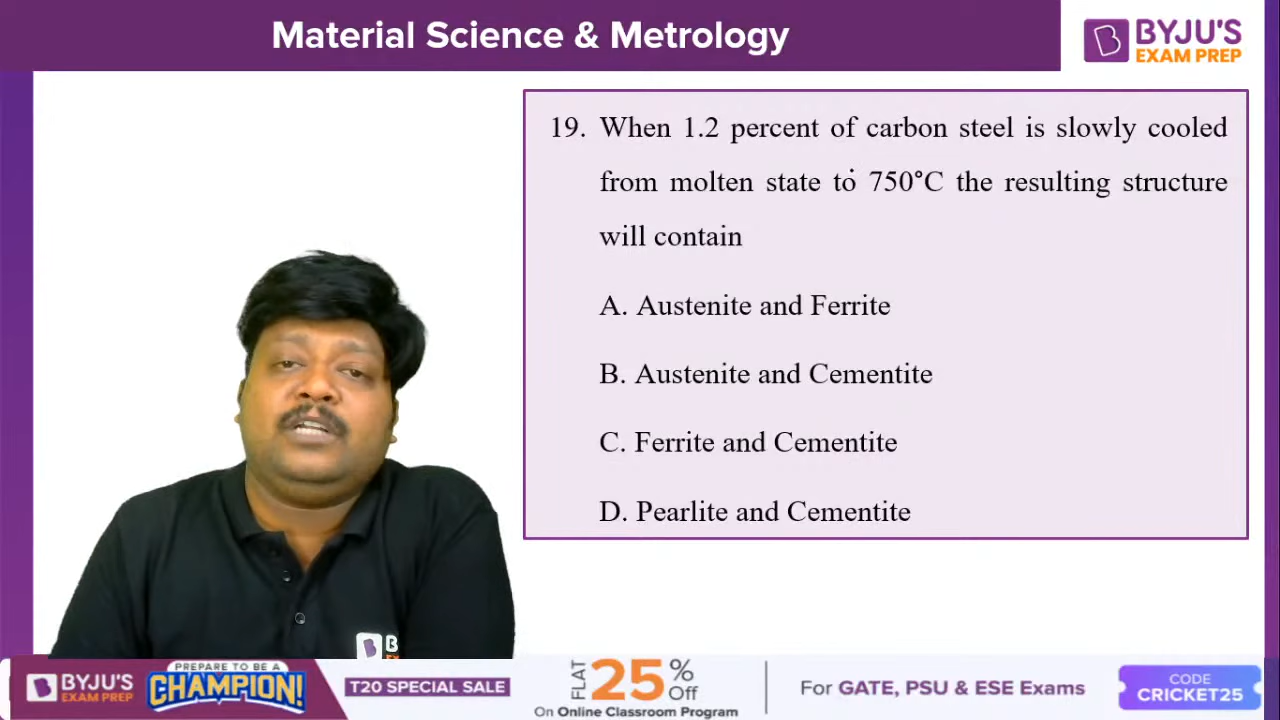 Material Science & Metrology
BYJU'S
EXAM PREP
19. When 1.2 percent of carbon steel is slowly cooled
from molten state to 750°C the resulting structure
will contain
A. Austenite and Ferrite
B. Austenite and Cementite
C. Ferrite and Cementite
D. Pearlite and Cementite
BYJU'S
EXAM PREP
PREPARE TO BE A
CHAMPION!
T20 SPECIAL SALE
FLAT 25% Off
On Online Classroom Program
For GATE, PSU & ESE Exams
CODE
CRICKET25